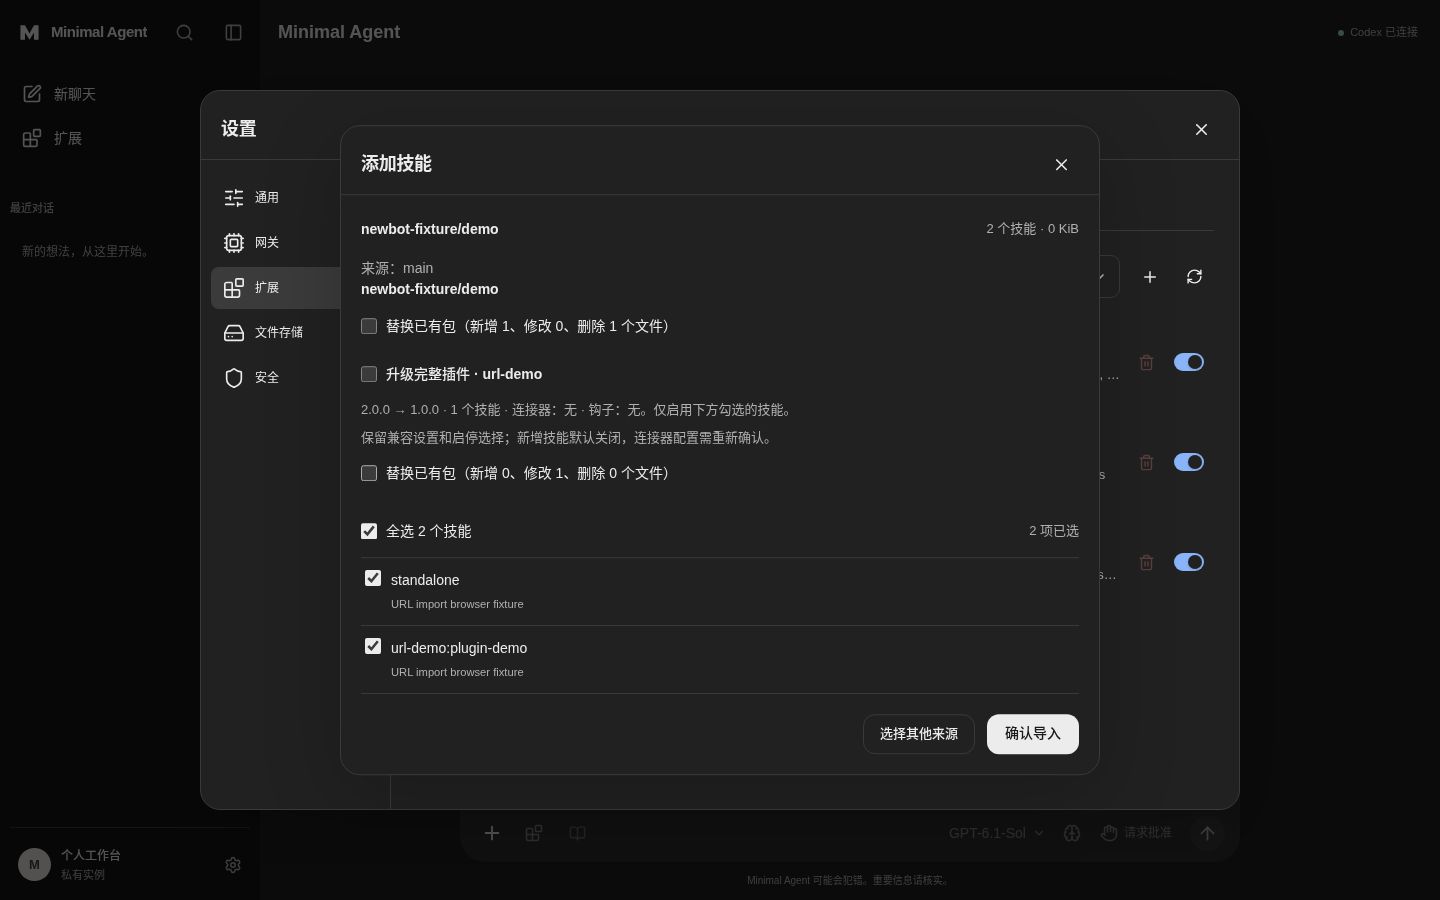 Minimal Agent
Minimal Agent
Codex 已连接
新聊天
扩展
最近对话
新的想法，从这里开始。
设置
通用
网关
扩展
文件存储
安全
添加技能
newbot-fixture/demo
2 个技能 · 0 KiB
来源：main
newbot-fixture/demo
替换已有包（新增 1、修改 0、删除 1 个文件）
升级完整插件 · url-demo
2.0.0 → 1.0.0 · 1 个技能 · 连接器：无 · 钩子：无。仅启用下方勾选的技能。
保留兼容设置和启停选择；新增技能默认关闭，连接器配置需重新确认。
替换已有包（新增 0、修改 1、删除 0 个文件）
全选 2 个技能
2 项已选
standalone
URL import browser fixture
url-demo:plugin-demo
URL import browser fixture
选择其他来源
确认导入
, ...
s
s...
GPT-6.1-Sol
请求批准
Minimal Agent 可能会犯错。重要信息请核实。
M
个人工作台
私有实例